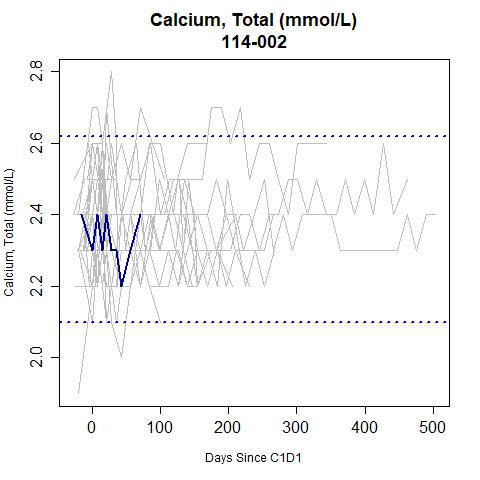 Calcium, Total (mmol/L)
114-002
Calcium, Total (mmol/L)
2.8
2.6
2.4
2.2
2.0
0 100 200 300 400 500
Days Since C1D1